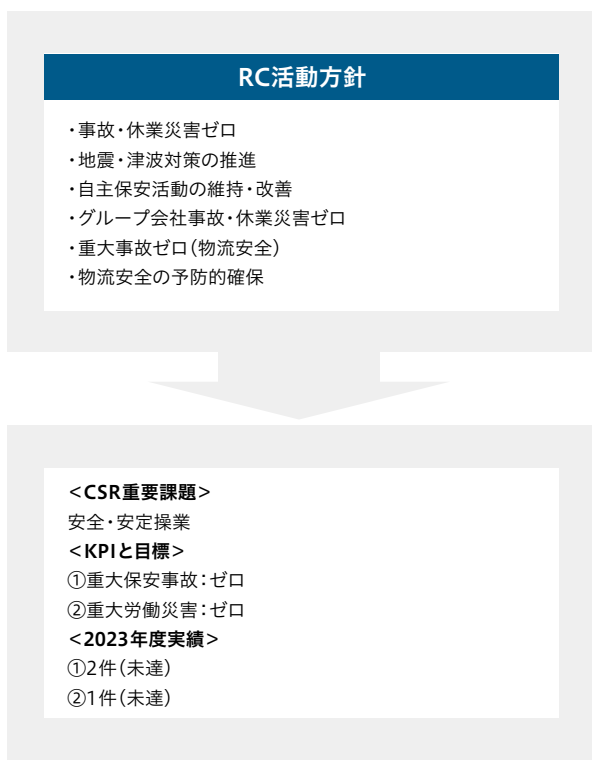 RC活動方針
・事故・休業災害ゼロ
・地震・津波対策の推進
・自主保安活動の維持・改善
・グループ会社事故・休業災害ゼロ
・重大事故ゼロ（物流安全）
・物流安全の予防的確保
＜CSR重要課題＞
安全・安定操業
＜KPIと目標＞
①重大保安事故：ゼロ
②重大労働災害：ゼロ
＜2023年度実績＞
①2件（未達）
②1件（未達）